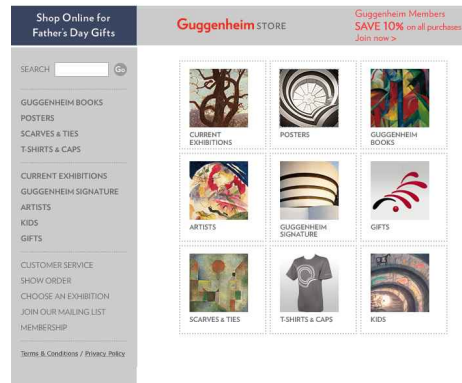 Shop Online for
Father's Day Gifts
Guggenheim STORE
Guggenheim Members
SAVE 10% on all purchases
Join now >
SEARCH Go
GUGGENHEIM BOOKS
POSTERS
SCARVES & TIES
T-SHIRTS & CAPS
CURRENT EXHIBITIONS
GUGGENHEIM SIGNATURE
ARTISTS
KIDS
GIFTS
CUSTOMER SERVICE
SHOW ORDER
CHOOSE AN EXHIBITION
JOIN OUR MAILING LIST
MEMBERSHIP
Terms & Conditions / Privacy Policy
CURRENT
EXHIBITIONS
POSTERS
GUGGENHEIM
BOOKS
ARTISTS
GUGGENHEIM
SIGNATURE
GIFTS
SCARVES & TIES
T-SHIRTS & CAPS
KIDS